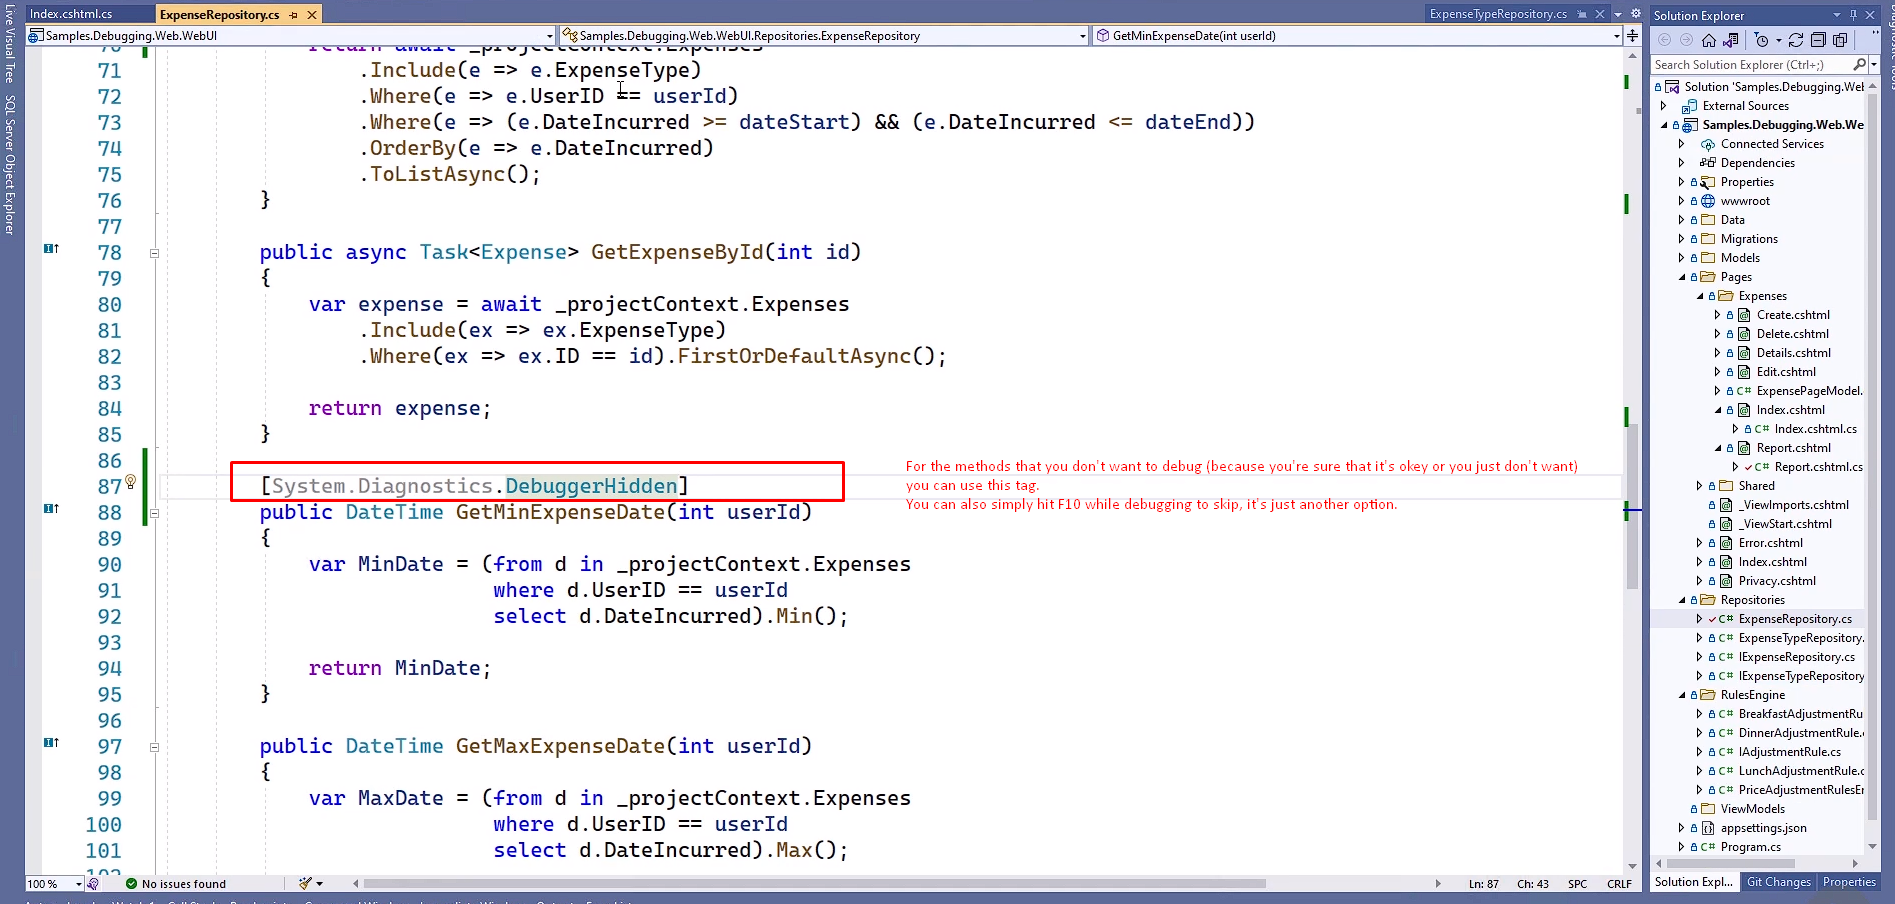 Index.cshtml.cs
ExpenseRepository.cs
ExpenseTypeRepository.cs
Solution Explorer
Samples.Debugging.Web.WebUI
Samples.Debugging.Web.WebUI.Repositories.ExpenseRepository
GetMinExpenseDate(int userId)
Live Visual Tree
SQL Server Object Explorer
return await _projectContext.Expenses
71 .Include(e => e.ExpenseType)
72 .Where(e => e.UserID == userId)
73 .Where(e => (e.DateIncurred >= dateStart) && (e.DateIncurred <= dateEnd))
74 .OrderBy(e => e.DateIncurred)
75 .ToListAsync();
76 }
77
78 public async Task<Expense> GetExpenseById(int id)
79 {
80 var expense = await _projectContext.Expenses
81 .Include(ex => ex.ExpenseType)
82 .Where(ex => ex.ID == id).FirstOrDefaultAsync();
83
84 return expense;
85 }
86
87 [System.Diagnostics.DebuggerHidden]
88 public DateTime GetMinExpenseDate(int userId)
89 {
90 var MinDate = (from d in _projectContext.Expenses
91 where d.UserID == userId
92 select d.DateIncurred).Min();
93
94 return MinDate;
95 }
96
97 public DateTime GetMaxExpenseDate(int userId)
98 {
99 var MaxDate = (from d in _projectContext.Expenses
100 where d.UserID == userId
101 select d.DateIncurred).Max();
For the methods that you don't want to debug (because you're sure that it's okey or you just don't want)
you can use this tag.
You can also simply hit F10 while debugging to skip, it's just another option.
100 %
No issues found
Ln: 87 Ch: 43 SPC CRLF
Search Solution Explorer (Ctrl+;)
Solution 'Samples.Debugging.Wel
External Sources
Samples.Debugging.Web.We
Connected Services
Dependencies
Properties
wwwroot
Data
Migrations
Models
Pages
Expenses
Create.cshtml
Delete.cshtml
Details.cshtml
Edit.cshtml
C# ExpensePageModel.
Index.cshtml
C# Index.cshtml.cs
Report.cshtml
C# Report.cshtml.cs
Shared
_ViewImports.cshtml
_ViewStart.cshtml
Error.cshtml
Index.cshtml
Privacy.cshtml
Repositories
C# ExpenseRepository.cs
C# ExpenseTypeRepository.
C# IExpenseRepository.cs
C# IExpenseTypeRepository
RulesEngine
C# BreakfastAdjustmentRu
C# DinnerAdjustmentRule.
C# IAdjustmentRule.cs
C# LunchAdjustmentRule.c
C# PriceAdjustmentRulesEr
ViewModels
appsettings.json
C# Program.cs
Solution Expl... Git Changes Properties